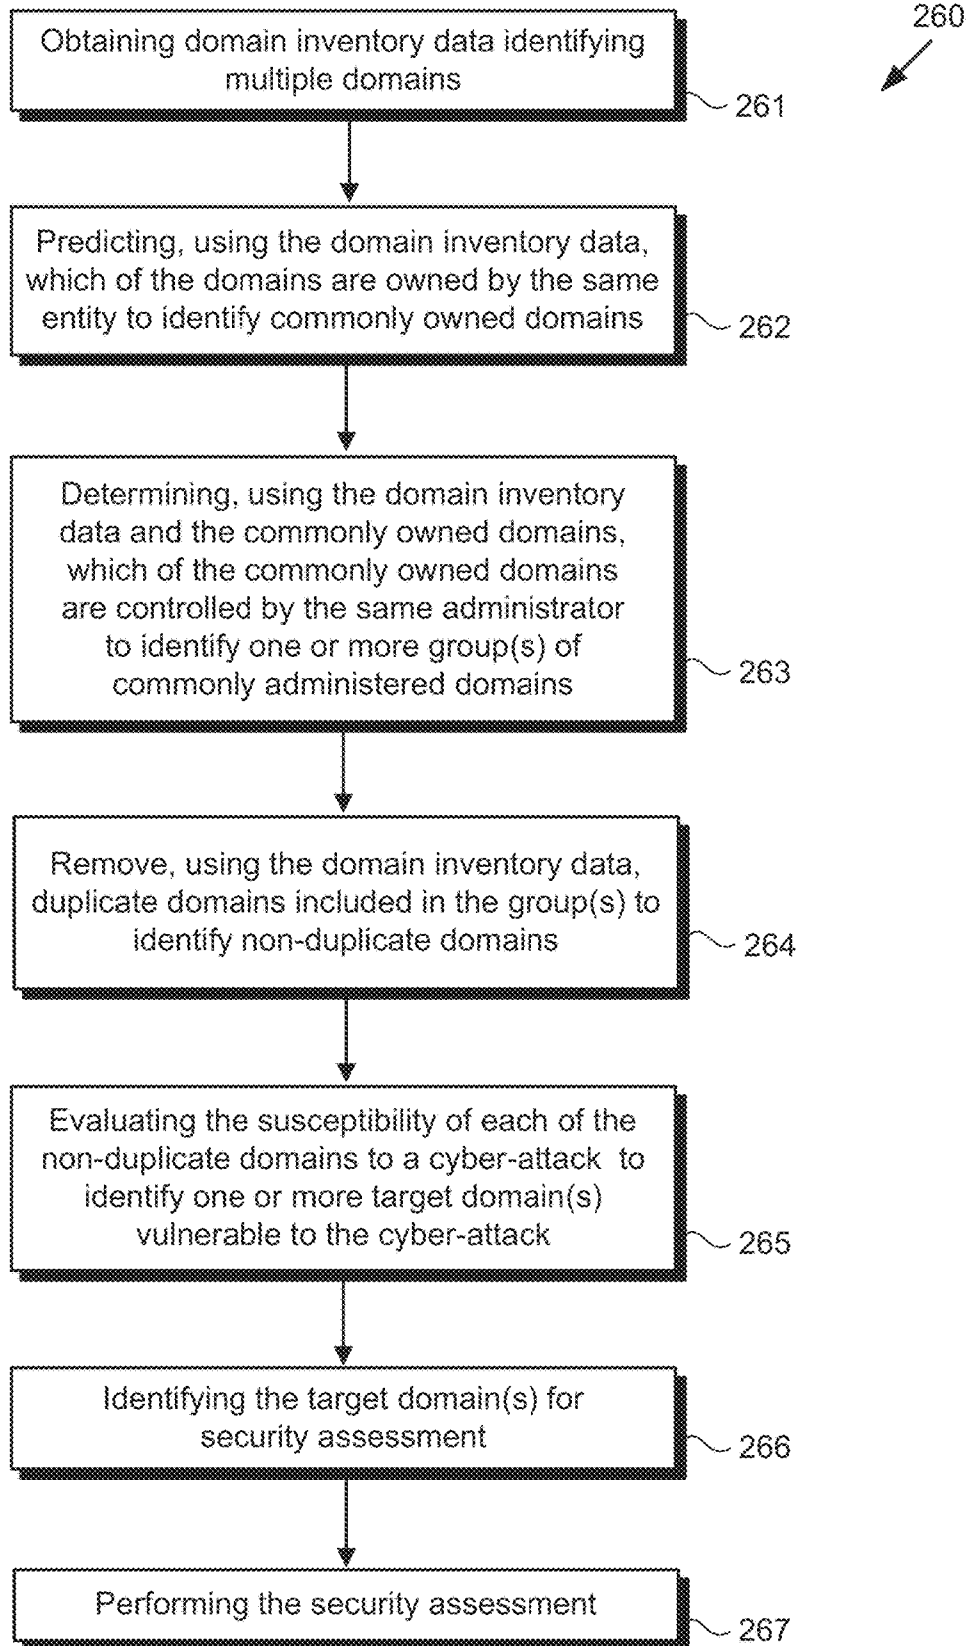 260
Obtaining domain inventory data identifying
multiple domains
261
Predicting, using the domain inventory data,
which of the domains are owned by the same
entity to identify commonly owned domains
262
Determining, using the domain inventory
data and the commonly owned domains,
which of the commonly owned domains
are controlled by the same administrator
to identify one or more group(s) of
commonly administered domains
263
Remove, using the domain inventory data,
duplicate domains included in the group(s) to
identify non-duplicate domains
264
Evaluating the susceptibility of each of the
non-duplicate domains to a cyber-attack to
identify one or more target domain(s)
vulnerable to the cyber-attack
265
Identifying the target domain(s) for
security assessment
266
Performing the security assessment
267